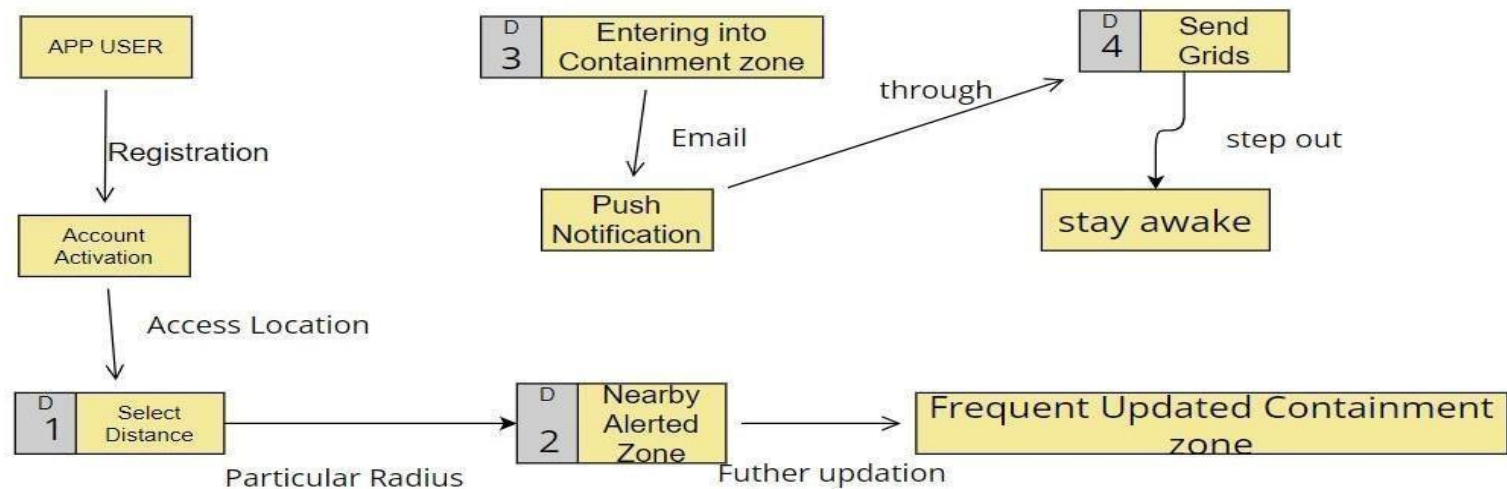 APP USER
Registration
Account
Activation
Access Location
D
1
Select
Distance
Particular Radius
D
2
Nearby
Alerted
Zone
Futher updation
Frequent Updated Containment
zone
D
3
Entering into
Containment zone
Email
Push
Notification
through
D
4
Send
Grids
step out
stay awake